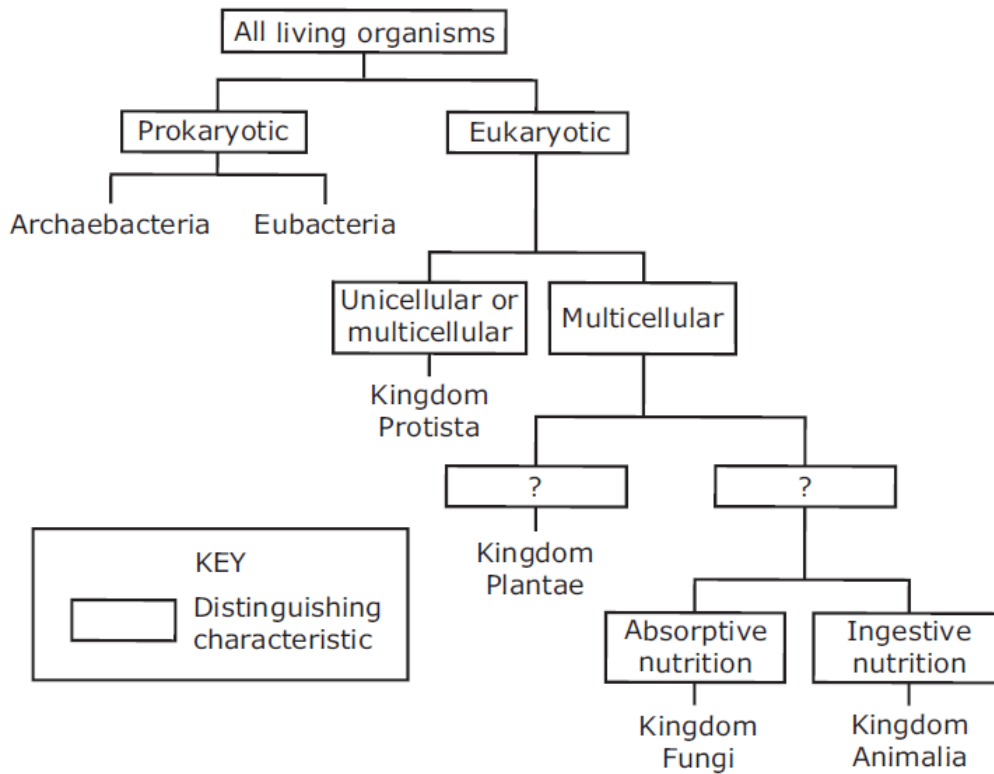 All living organisms
Prokaryotic
Eukaryotic
Archaebacteria
Eubacteria
Unicellular or
multicellular
Multicellular
Kingdom
Protista
?
?
Kingdom
Plantae
KEY
Distinguishing
characteristic
Absorptive
nutrition
Ingestive
nutrition
Kingdom
Fungi
Kingdom
Animalia